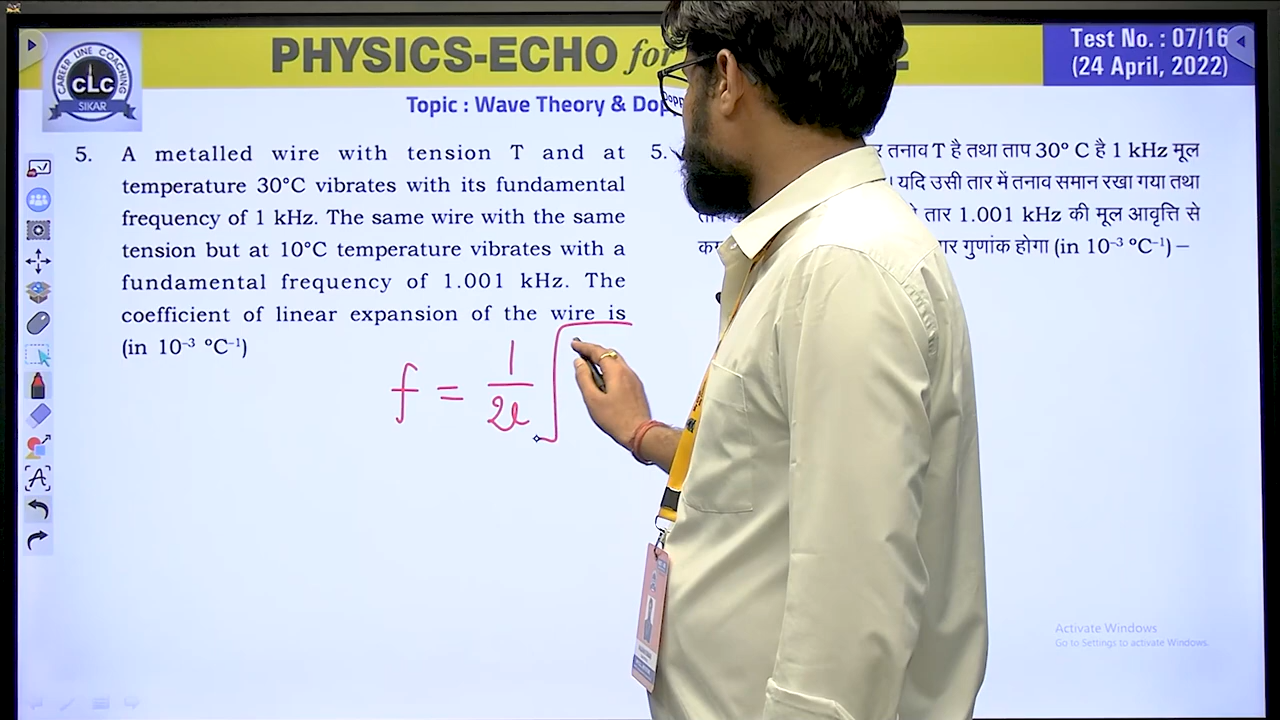 PHYSICS-ECHO for
2
Test No. : 07/16
(24 April, 2022)
CAREER LINE COACHING
CLC
SIKAR
Topic : Wave Theory & Dopp
5. A metalled wire with tension T and at
temperature 30°C vibrates with its fundamental
frequency of 1 kHz. The same wire with the same
tension but at 10°C temperature vibrates with a
fundamental frequency of 1.001 kHz. The
coefficient of linear expansion of the wire is
(in 10⁻³ °C⁻¹)
5.
तनाव T है तथा ताप 30° C है 1 kHz मूल
यदि उसी तार में तनाव समान रखा गया तथा
तार 1.001 kHz की मूल आवृत्ति से
गुणांक होगा (in 10⁻³ °C⁻¹) –
f = 1/2l √
A
Activate Windows
Go to Settings to activate Windows.